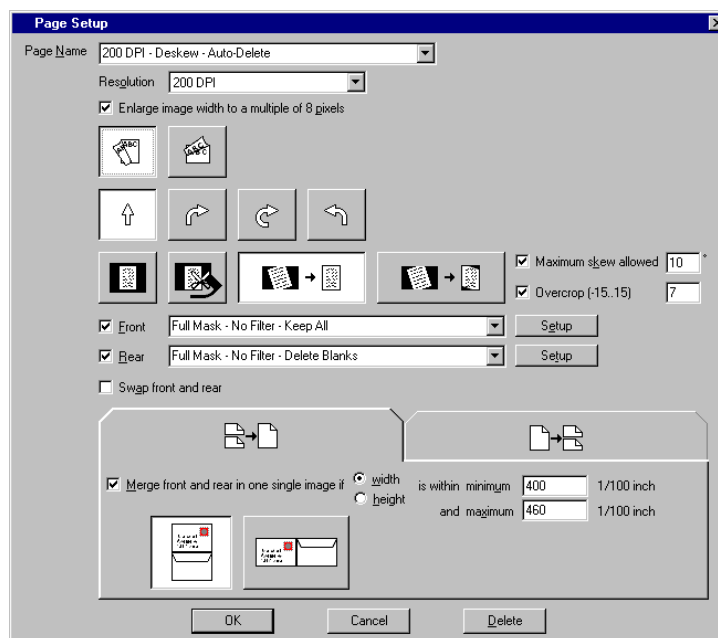 Page Setup
Page Name 200 DPI - Deskew - Auto-Delete
Resolution 200 DPI
Enlarge image width to a multiple of 8 pixels
ABC
Maximum skew allowed 10 °
Overcrop (-15..15) 7
Front Full Mask - No Filter - Keep All Setup
Rear Full Mask - No Filter - Delete Blanks Setup
Swap front and rear
Merge front and rear in one single image if width is within minimum 400 1/100 inch
height and maximum 460 1/100 inch
OK Cancel Delete